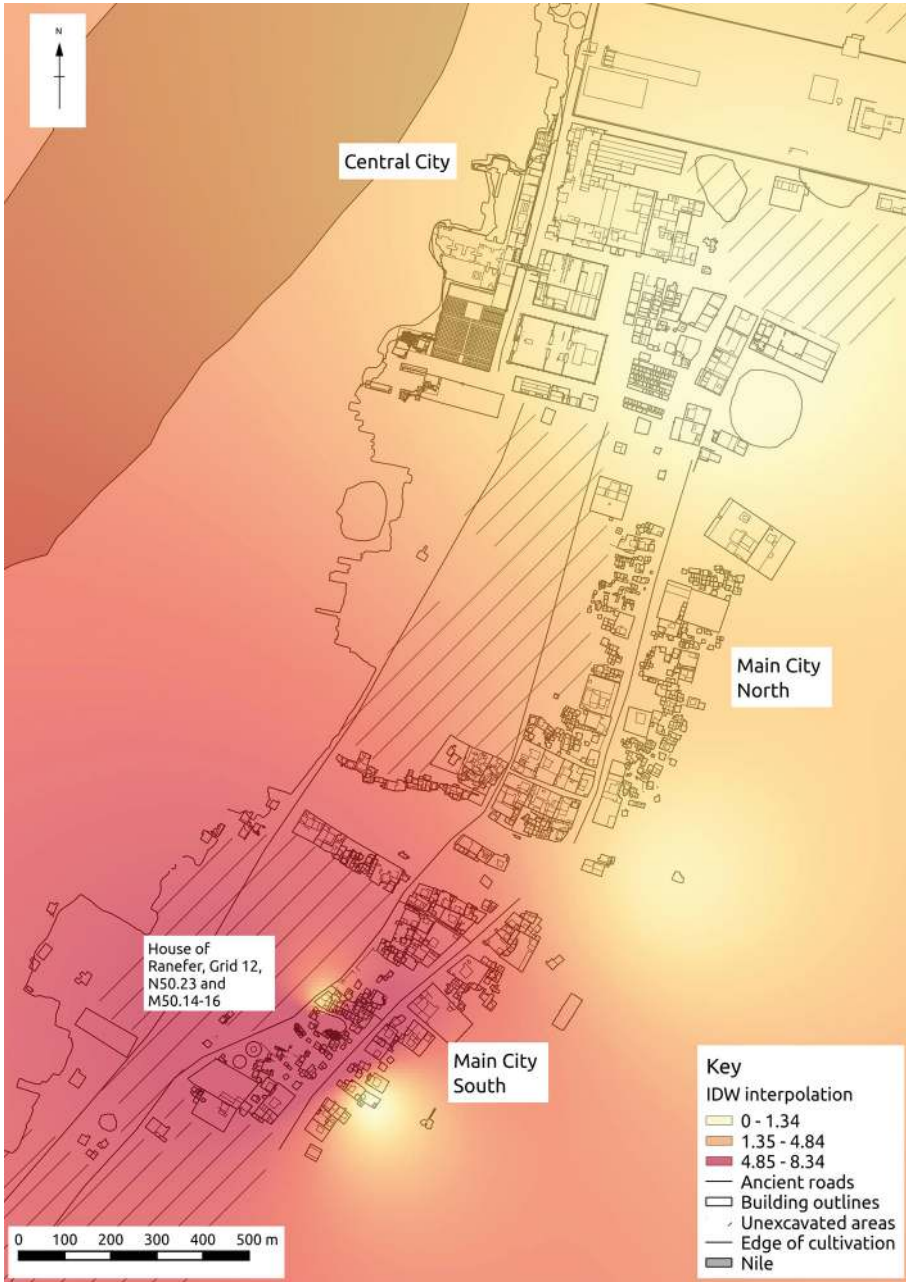 N
Central City
Main City
North
House of
Ranefer, Grid 12,
N50.23 and
M50.14-16
Main City
South
Key
IDW interpolation
0 - 1.34
1.35 - 4.84
4.85 - 8.34
Ancient roads
Building outlines
Unexcavated areas
Edge of cultivation
Nile
0 100 200 300 400 500 m